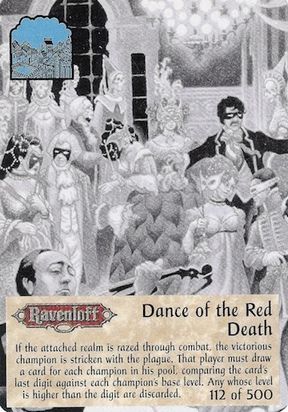 Ravenloft
Dance of the Red
Death
If the attached realm is razed through combat, the victorious
champion is stricken with the plague. That player must draw
a card for each champion in his pool, comparing the card's
last digit against each champion's base level. Any whose level
is higher than the digit are discarded. 112 of 500